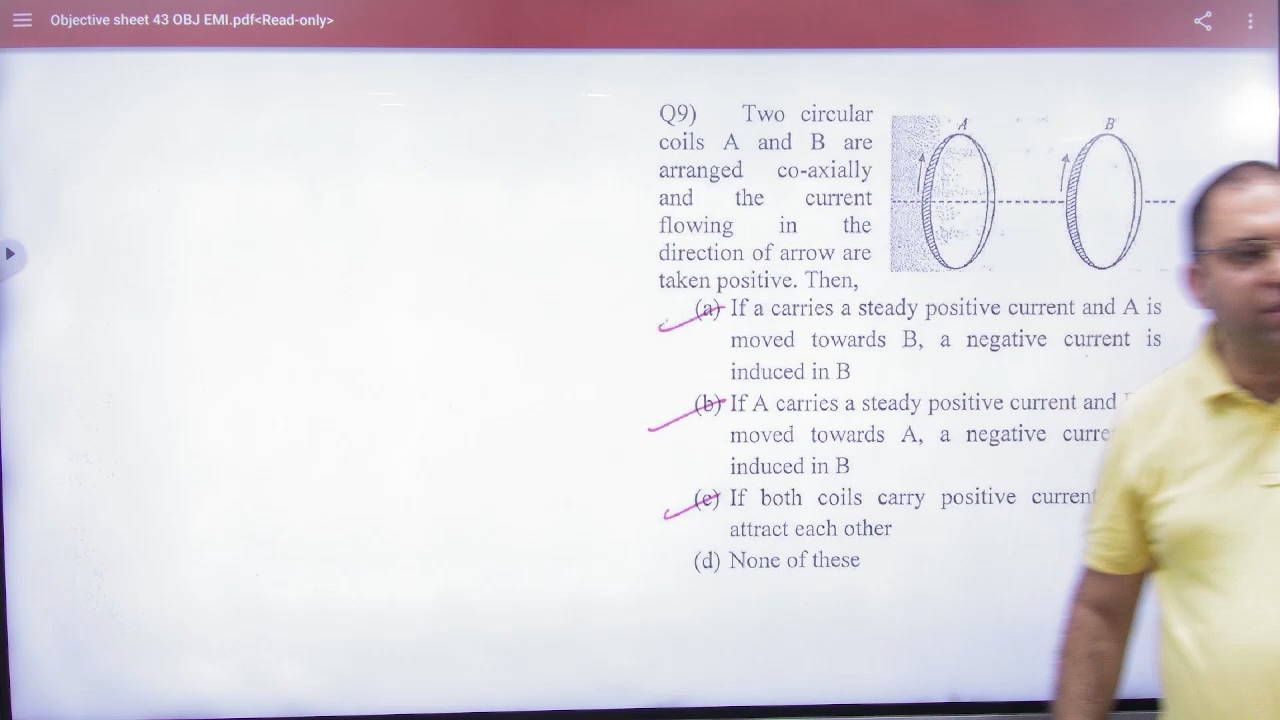 Objective sheet 43 OBJ EMI.pdf<Read-only>
Q9) Two circular
coils A and B are
arranged co-axially
and the current
flowing in the
direction of arrow are
taken positive. Then,
A
B
(a) If a carries a steady positive current and A is
moved towards B, a negative current is
induced in B
(b) If A carries a steady positive current and
moved towards A, a negative
induced in B
(c) If both coils carry positive current
attract each other
(d) None of these